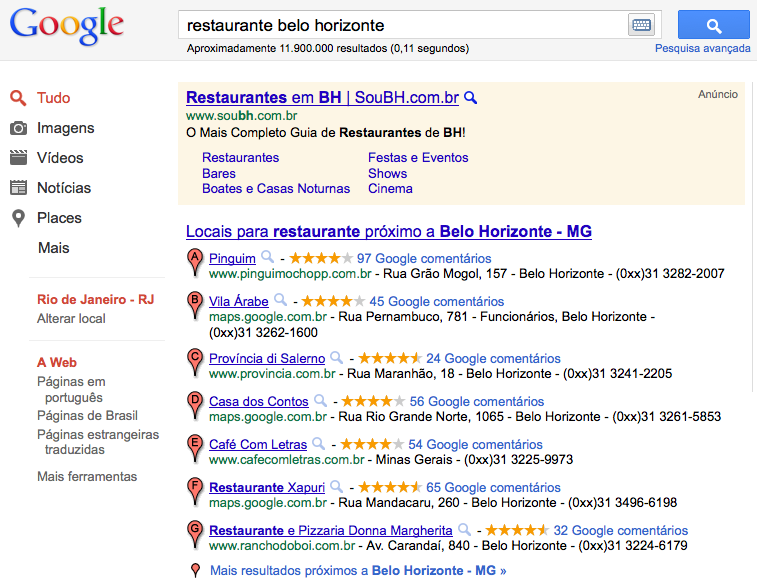 Google
restaurante belo horizonte
Aproximadamente 11.900.000 resultados (0,11 segundos)
Pesquisa avançada
Tudo
Imagens
Vídeos
Notícias
Places
Mais
Rio de Janeiro - RJ
Alterar local
A Web
Páginas em
português
Páginas de Brasil
Páginas estrangeiras
traduzidas
Mais ferramentas
Restaurantes em BH | SouBH.com.br
Anúncio
www.soubh.com.br
O Mais Completo Guia de Restaurantes de BH!
Restaurantes Festas e Eventos
Bares Shows
Boates e Casas Noturnas Cinema
Locais para restaurante próximo a Belo Horizonte - MG
A Pinguim - 97 Google comentários
www.pinguimochopp.com.br - Rua Grão Mogol, 157 - Belo Horizonte - (0xx)31 3282-2007
B Vila Árabe - 45 Google comentários
maps.google.com.br - Rua Pernambuco, 781 - Funcionários, Belo Horizonte -
(0xx)31 3262-1600
C Província di Salerno - 24 Google comentários
www.provincia.com.br - Rua Maranhão, 18 - Belo Horizonte - (0xx)31 3241-2205
D Casa dos Contos - 56 Google comentários
maps.google.com.br - Rua Rio Grande Norte, 1065 - Belo Horizonte - (0xx)31 3261-5853
E Café Com Letras - 54 Google comentários
www.cafecomletras.com.br - Minas Gerais - (0xx)31 3225-9973
F Restaurante Xapuri - 65 Google comentários
maps.google.com.br - Rua Mandacaru, 260 - Belo Horizonte - (0xx)31 3496-6198
G Restaurante e Pizzaria Donna Margherita - 32 Google comentários
www.ranchodoboi.com.br - Av. Carandaí, 840 - Belo Horizonte - (0xx)31 3224-6179
Mais resultados próximos a Belo Horizonte - MG »